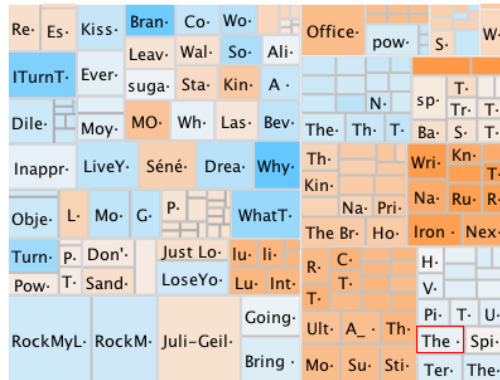 Re·
Es·
Kiss·
Bran·
Co·
Wo·
Leav·
Wal·
So·
Ali·
ITurnT·
Ever·
suga·
Sta·
Kin·
A ·
Dile·
Moy·
MO·
Wh·
Las·
Bev·
Inappr·
LiveY·
Séné·
Drea·
Why·
Obje·
L·
Mo·
G·
P·
WhatT·
Turn·
P·
Don'·
Just Lo·
lu·
li·
Pow·
T·
Sand·
LoseYo·
Lu·
Int·
RockMyL·
RockM·
Juli-Geil·
Going·
Bring ·
Office·
pow·
S·
W·
N·
The·
Th·
T·
sp·
T·
Tr·
T·
Ba·
S·
T·
Th·
Kin·
Na·
Pri·
The Br·
Ho·
Wri·
Kn·
T·
Na·
Ru·
R·
Iron ·
Nex·
R·
C·
T·
T·
Ult·
A_ ·
Th·
Mo·
Su·
Sti·
H·
V·
Pi·
T·
U·
The ·
Spi·
Ter·
The·